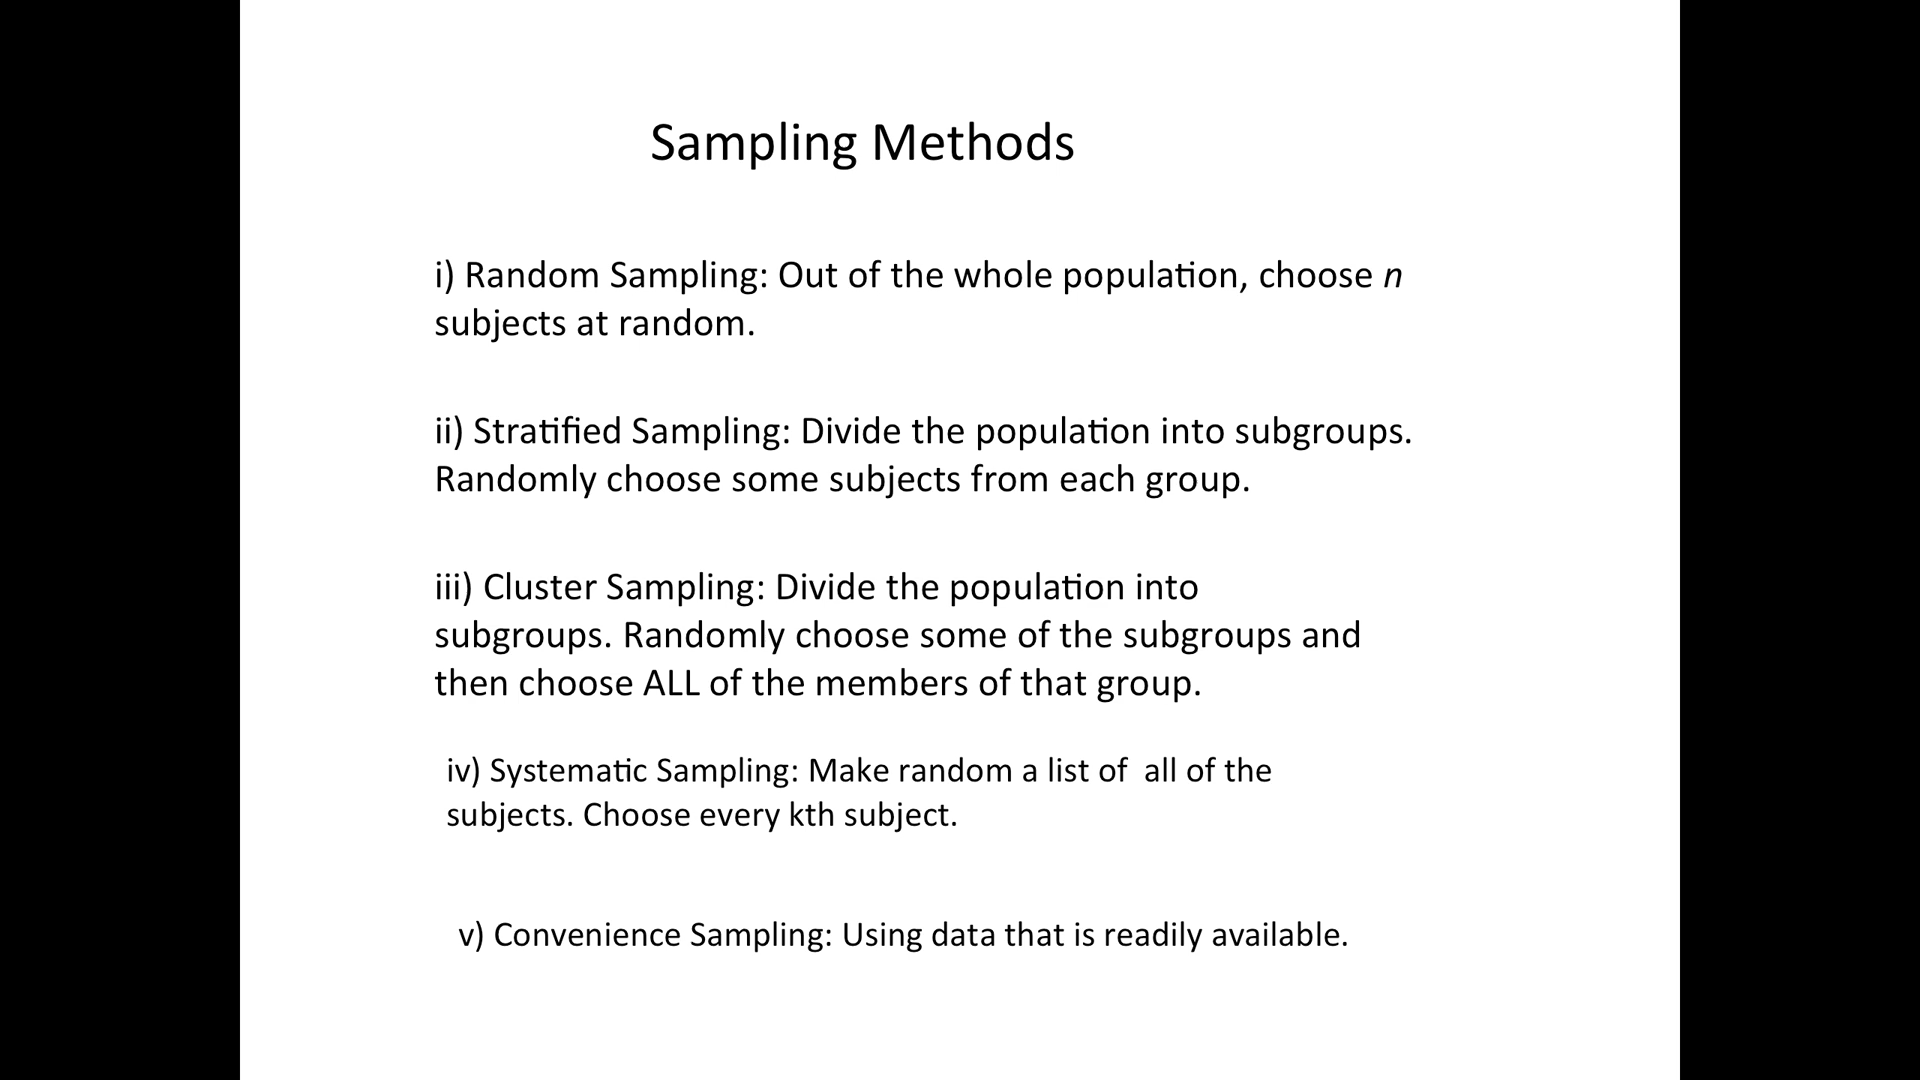 Sampling Methods
i) Random Sampling: Out of the whole population, choose n
subjects at random.
ii) Stratified Sampling: Divide the population into subgroups.
Randomly choose some subjects from each group.
iii) Cluster Sampling: Divide the population into
subgroups. Randomly choose some of the subgroups and
then choose ALL of the members of that group.
iv) Systematic Sampling: Make random a list of  all of the
subjects. Choose every kth subject.
v) Convenience Sampling: Using data that is readily available.